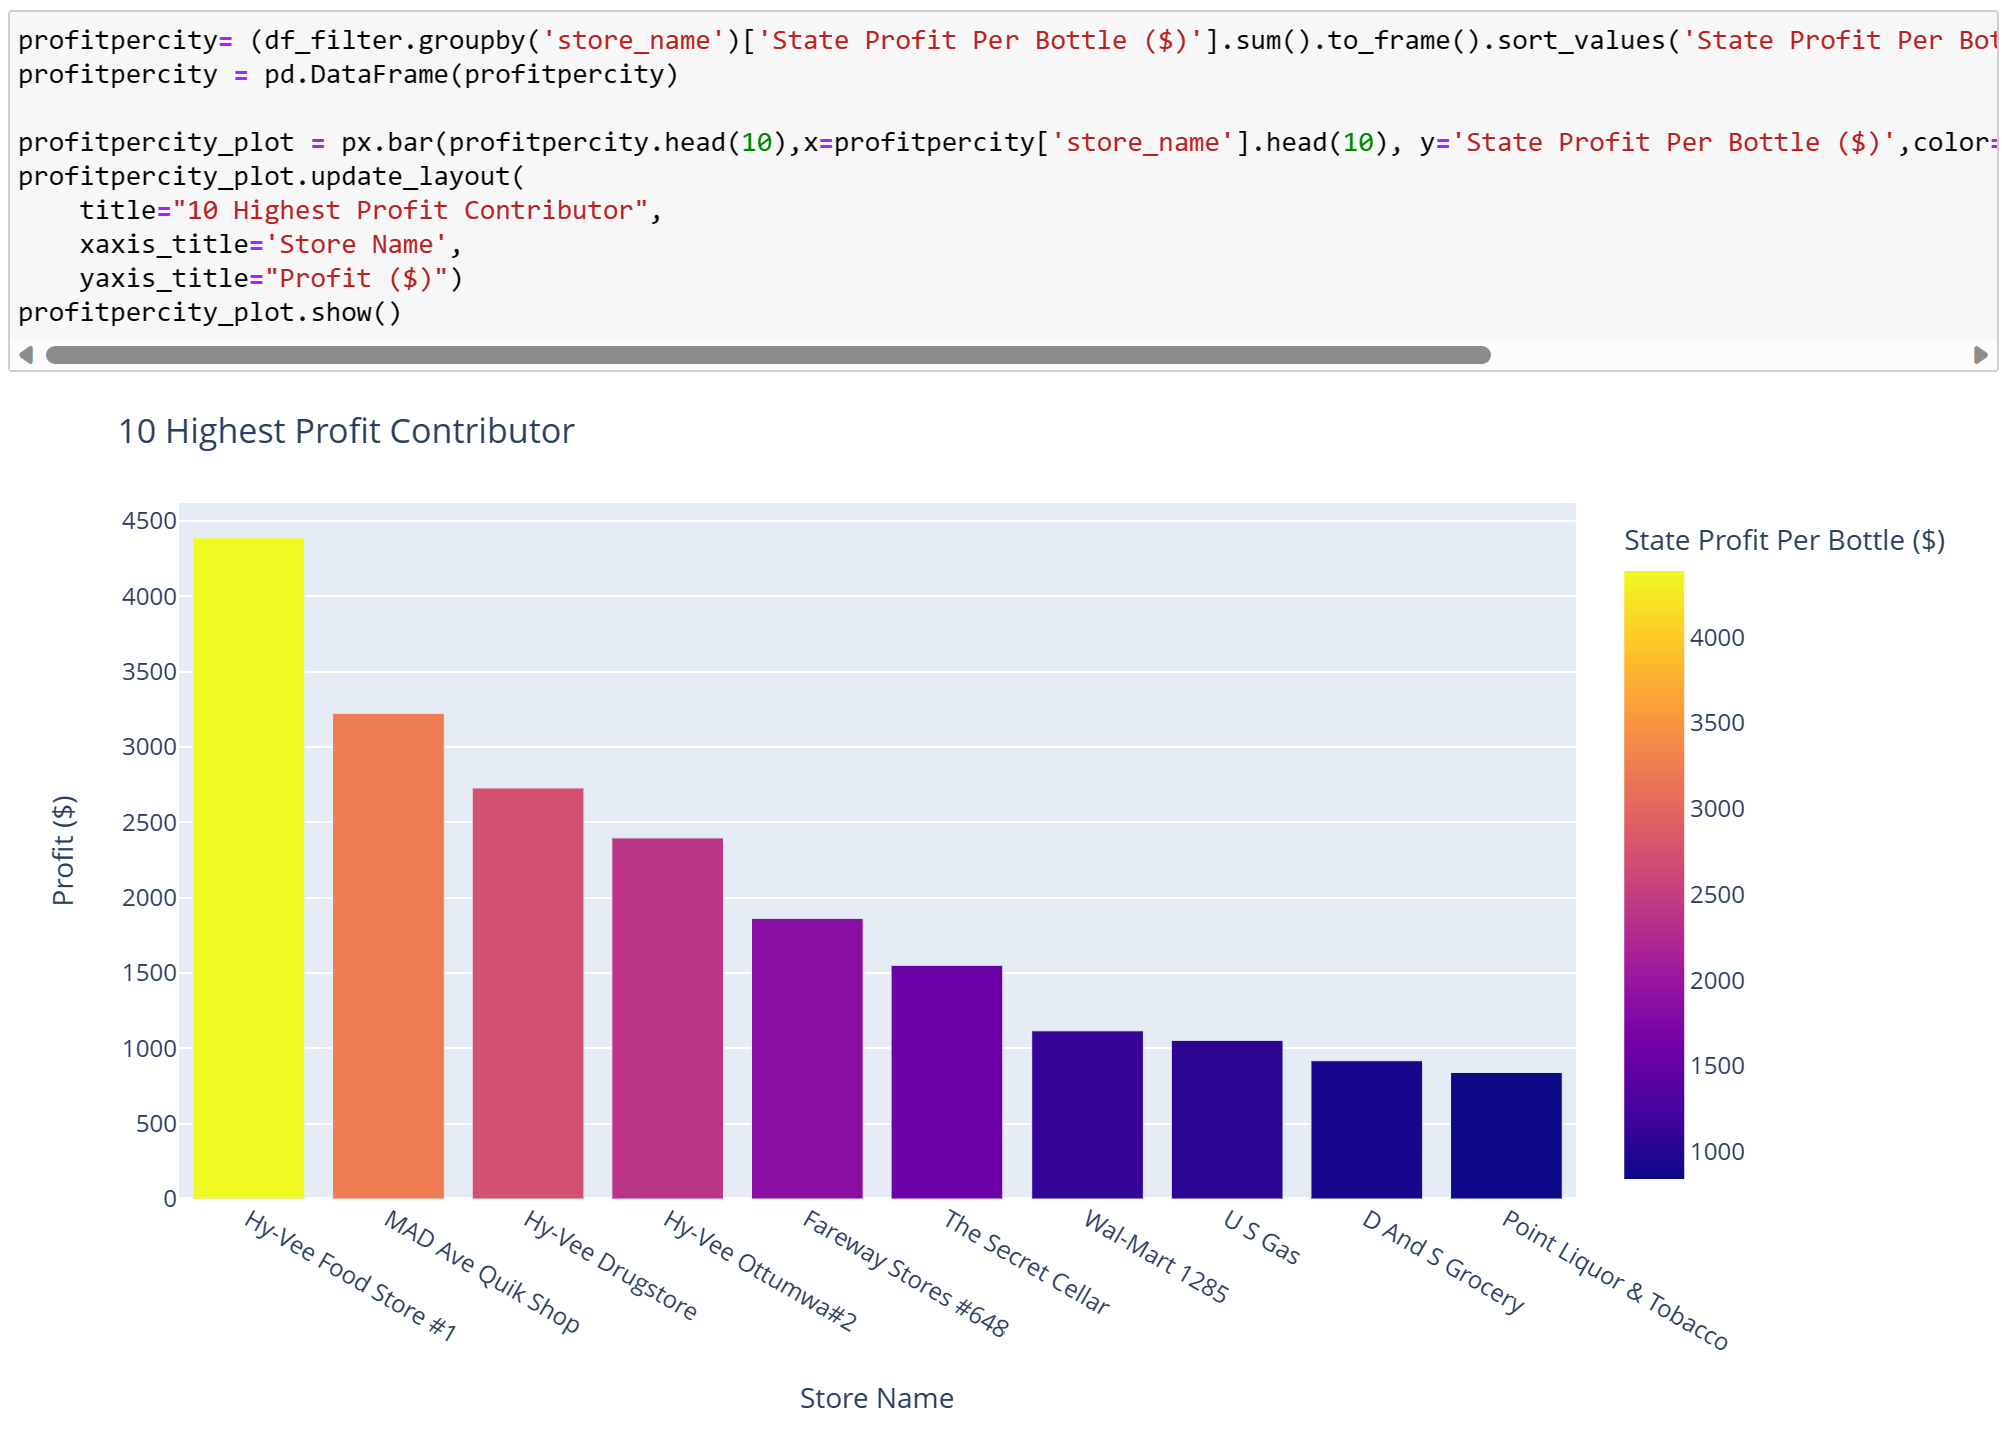 profitpercity= (df_filter.groupby('store_name')['State Profit Per Bottle ($)'].sum().to_frame().sort_values('State Profit Per Bot
profitpercity = pd.DataFrame(profitpercity)
profitpercity_plot = px.bar(profitpercity.head(10),x=profitpercity['store_name'].head(10), y='State Profit Per Bottle ($)',color=
profitpercity_plot.update_layout(
    title="10 Highest Profit Contributor",
    xaxis_title='Store Name',
    yaxis_title="Profit ($)")
profitpercity_plot.show()
10 Highest Profit Contributor
Profit ($)
4500
4000
3500
3000
2500
2000
1500
1000
500
0
Hy-Vee Food Store #1
MAD Ave Quik Shop
Hy-Vee Drugstore
Hy-Vee Ottumwa#2
Fareway Stores #648
The Secret Cellar
Wal-Mart 1285
U S Gas
D And S Grocery
Point Liquor & Tobacco
Store Name
State Profit Per Bottle ($)
4000
3500
3000
2500
2000
1500
1000